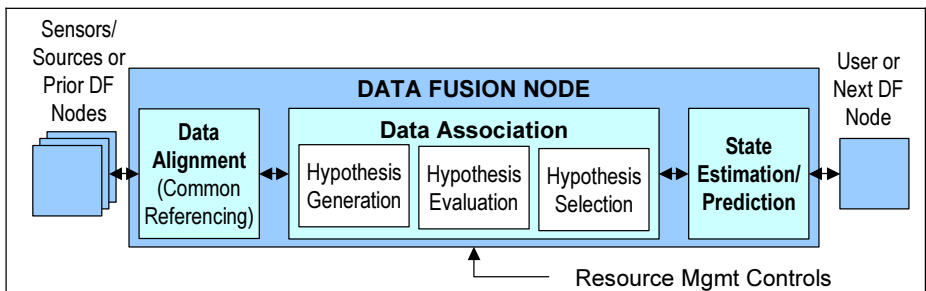 Sensors/
Sources or
Prior DF
Nodes
DATA FUSION NODE
Data
Alignment
(Common
Referencing)
Data Association
Hypothesis
Generation
Hypothesis
Evaluation
Hypothesis
Selection
State
Estimation/
Prediction
User or
Next DF
Node
Resource Mgmt Controls